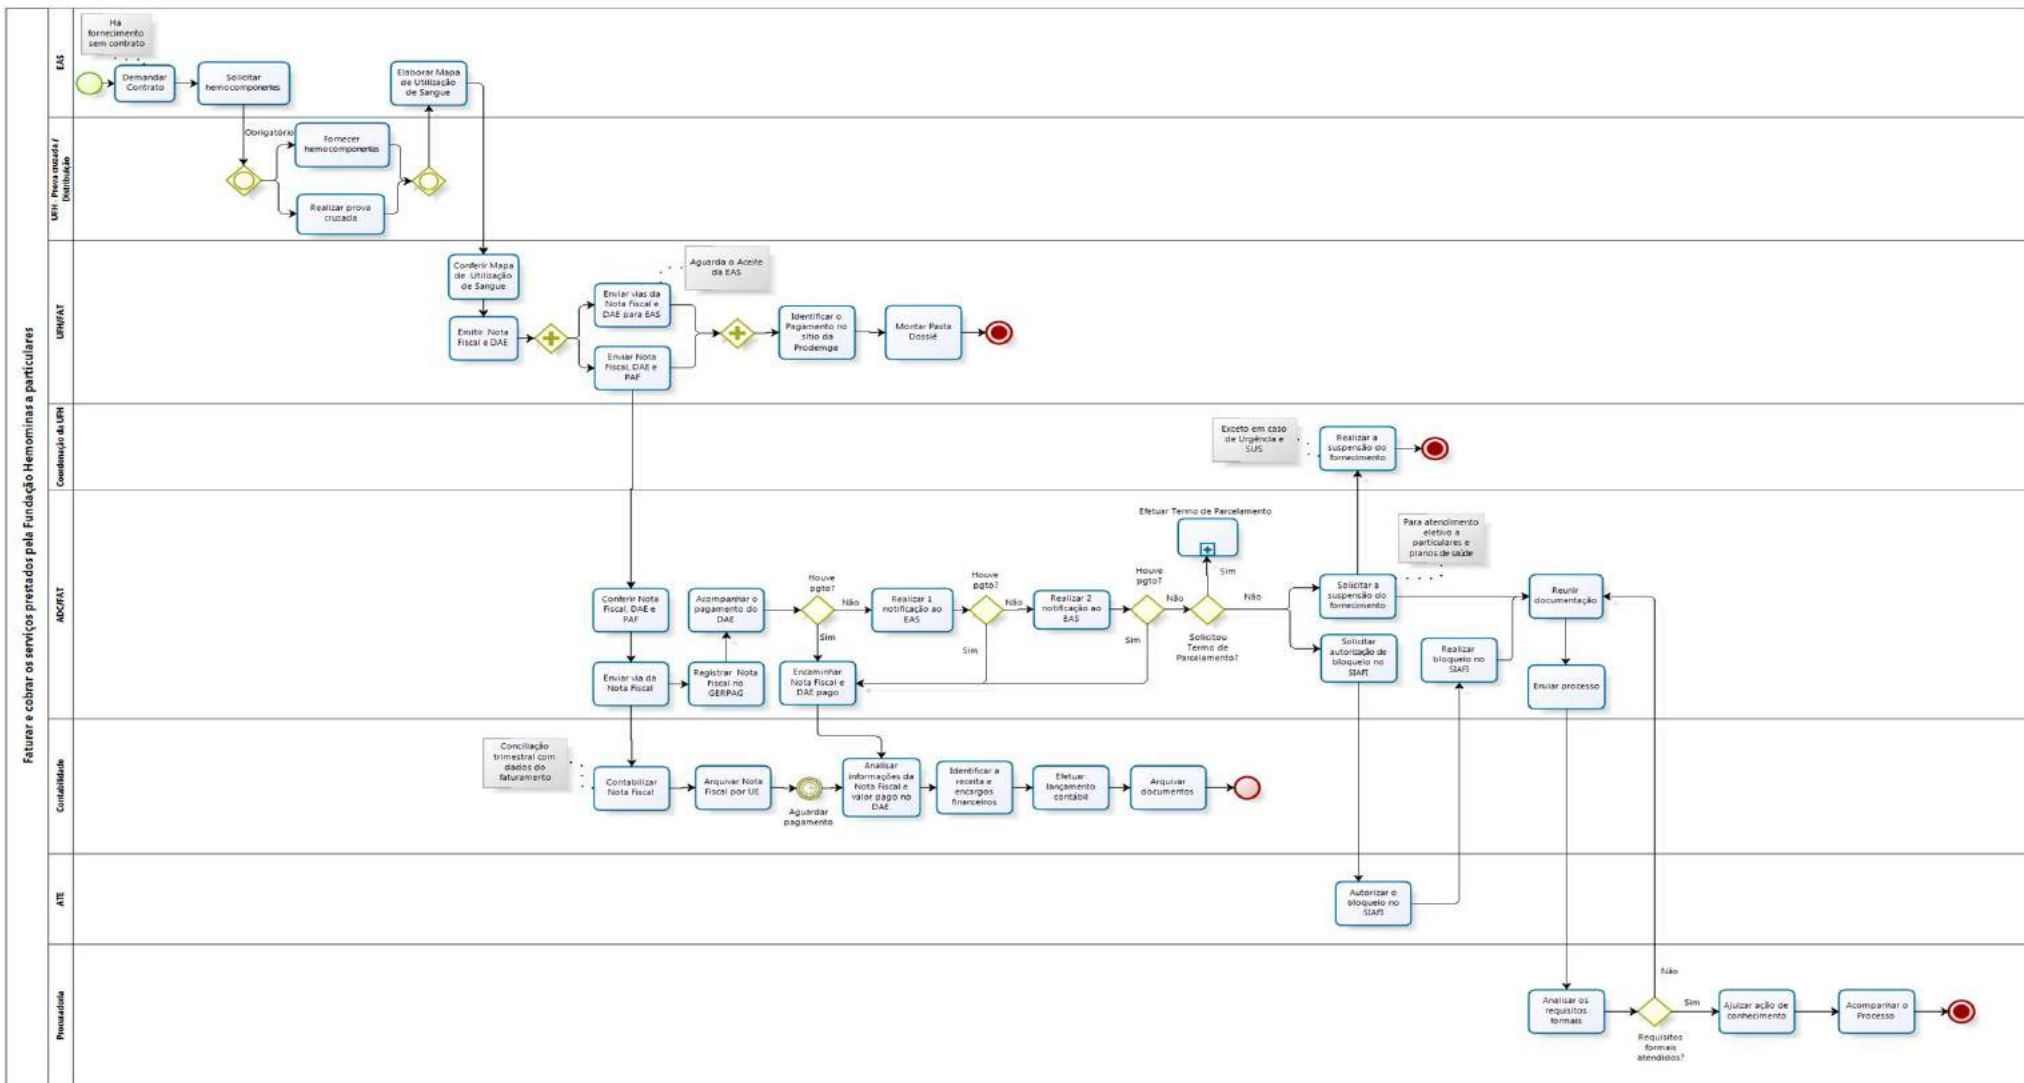 Faturar e cobrar os serviços prestados pela Fundação Hemominas a particulares
EAS
Há
fornecimento
sem contrato
Demandar
Contrato
Solicitar
hemocomponentes
Elaborar Mapa
de Utilização
de Sangue
UFH - Prova cruzada /
Distribuição
Obrigatório
Fornecer
hemocomponentes
Realizar prova
cruzada
UFH/FAT
Conferir Mapa
de Utilização
de Sangue
Emitir Nota
Fiscal e DAE
Enviar vias da
Nota Fiscal e
DAE para EAS
Aguarda o Aceite
da EAS
Enviar Nota
Fiscal, DAE e
PAF
Identificar o
Pagamento no
sítio da
Prodemge
Montar Pasta
Dossiê
Coordenação da UFH
Exceto em caso
de Urgência e
SUS
Realizar a
suspensão do
fornecimento
ADC/FAT
Conferir Nota
Fiscal, DAE e
PAF
Enviar via da
Nota Fiscal
Registrar Nota
Fiscal no
GERPAG
Acompanhar o
pagamento do
DAE
Houve
pgto?
Não
Sim
Encaminhar
Nota Fiscal e
DAE pago
Realizar 1
notificação ao
EAS
Houve
pgto?
Não
Sim
Realizar 2
notificação ao
EAS
Houve
pgto?
Não
Sim
Efetuar Termo de Parcelamento
Sim
Solicitou
Termo de
Parcelamento?
Não
Solicitar a
suspensão do
fornecimento
Para atendimento
eletivo a
particulares e
planos de saúde
Solicitar
autorização de
bloqueio no
SIAFI
Realizar
bloqueio no
SIAFI
Reunir
documentação
Enviar processo
Contabilidade
Conciliação
trimestral com
dados do
faturamento
Contabilizar
Nota Fiscal
Arquivar Nota
Fiscal por UE
Aguardar
pagamento
Analisar
informações da
Nota Fiscal e
valor pago no
DAE
Identificar a
receita e
encargos
financeiros
Efetuar
lançamento
contábil
Arquivar
documentos
ATE
Autorizar o
bloqueio no
SIAFI
Procuradoria
Analisar os
requisitos
formais
Requisitos
formais
atendidos?
Não
Sim
Ajuizar ação de
conhecimento
Acompanhar o
Processo